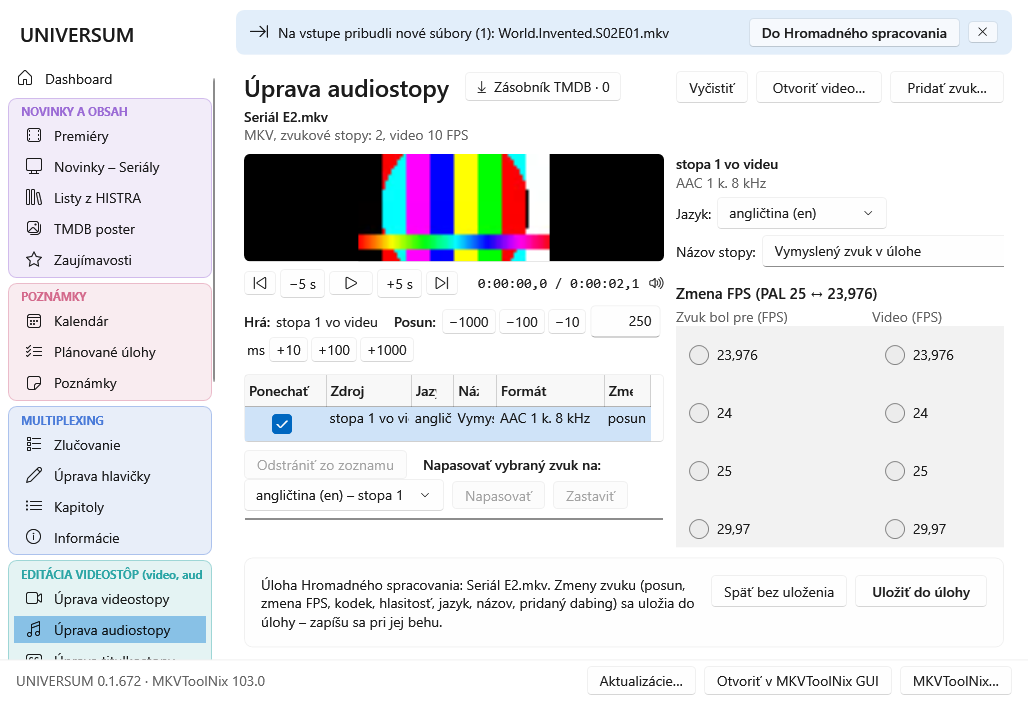 UNIVERSUM
Na vstupe pribudli nové súbory (1): World.Invented.S02E01.mkv
Do Hromadného spracovania
Dashboard
NOVINKY A OBSAH
Premiéry
Novinky – Seriály
Listy z HISTRA
TMDB poster
Zaujímavosti
POZNÁMKY
Kalendár
Plánované úlohy
Poznámky
MULTIPLEXING
Zlučovanie
Úprava hlavičky
Kapitoly
Informácie
EDITÁCIA VIDEOSTÔP (video, aud
Úprava videostopy
Úprava audiostopy
Úprava audiostopy
Zásobník TMDB · 0
Vyčistiť
Otvoriť video...
Pridať zvuk...
Seriál E2.mkv
MKV, zvukové stopy: 2, video 10 FPS
−5 s
+5 s
0:00:00,0 / 0:00:02,1
Hrá: stopa 1 vo videu Posun: −1000 −100 −10 250
ms +10 +100 +1000
Ponechať Zdroj Jazy Náz Formát Zme
stopa 1 vo vi anglič Vymys AAC 1 k. 8 kHz posun
Odstrániť zo zoznamu Napasovať vybraný zvuk na:
angličtina (en) – stopa 1 Napasovať Zastaviť
stopa 1 vo videu
AAC 1 k. 8 kHz
Jazyk: angličtina (en)
Názov stopy: Vymyslený zvuk v úlohe
Zmena FPS (PAL 25 ↔ 23,976)
Zvuk bol pre (FPS) Video (FPS)
23,976 23,976
24 24
25 25
29,97 29,97
Úloha Hromadného spracovania: Seriál E2.mkv. Zmeny zvuku (posun,
zmena FPS, kodek, hlasitosť, jazyk, názov, pridaný dabing) sa uložia do
úlohy – zapíšu sa pri jej behu.
Späť bez uloženia
Uložiť do úlohy
UNIVERSUM 0.1.672 · MKVToolNix 103.0
Aktualizácie...
Otvoriť v MKVToolNix GUI
MKVToolNix...